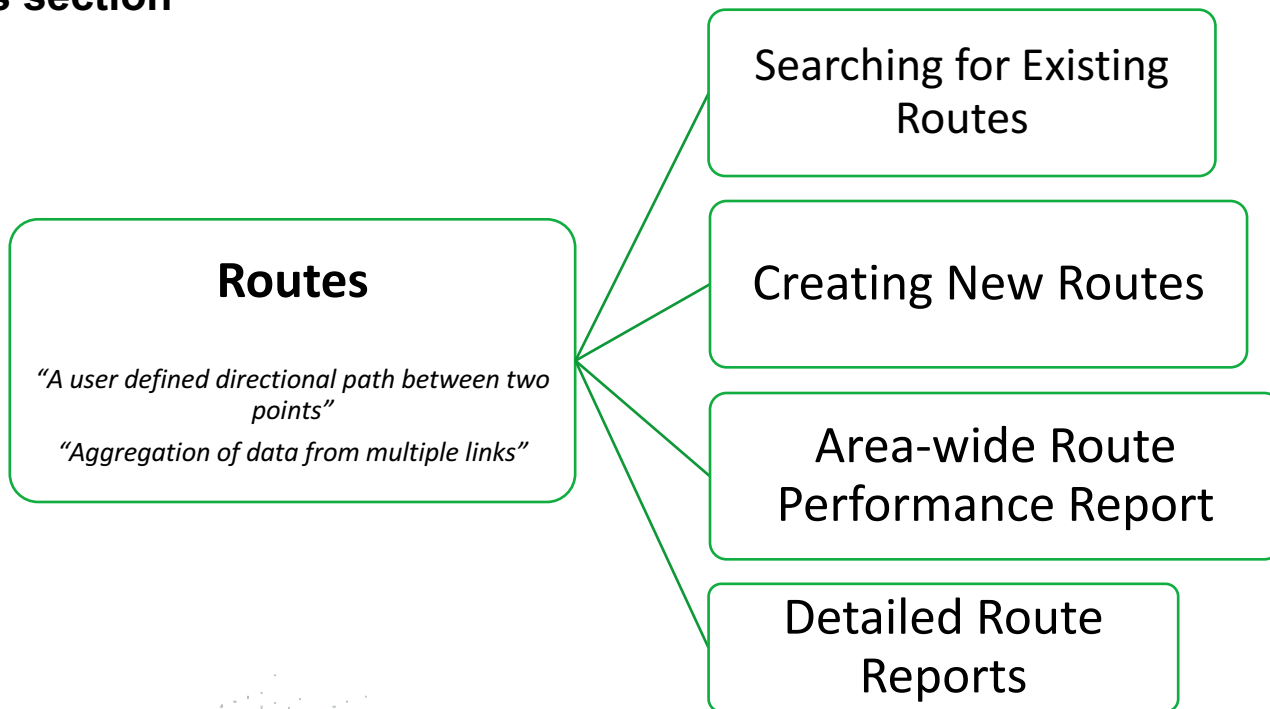 section
Routes
“A user defined directional path between two
points”
“Aggregation of data from multiple links”
Searching for Existing
Routes
Creating New Routes
Area-wide Route
Performance Report
Detailed Route
Reports